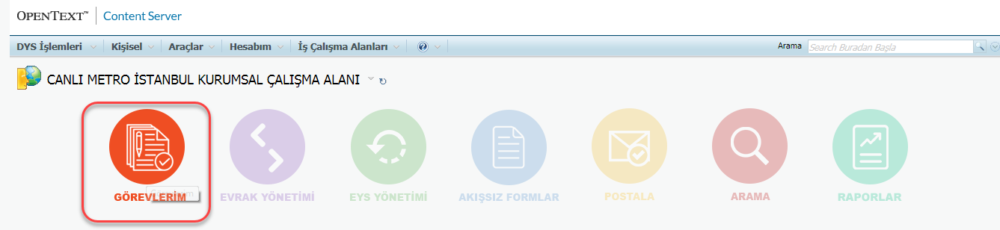 OPENTEXT™ Content Server
DYS İşlemleri Kişisel Araçlar Hesabım İş Çalışma Alanları ? Arama Search Buradan Başla
CANLI METRO İSTANBUL KURUMSAL ÇALIŞMA ALANI
GÖREVLERİM EVRAK YÖNETİMİ EYS YÖNETİMİ AKIŞSIZ FORMLAR POSTALA ARAMA RAPORLAR